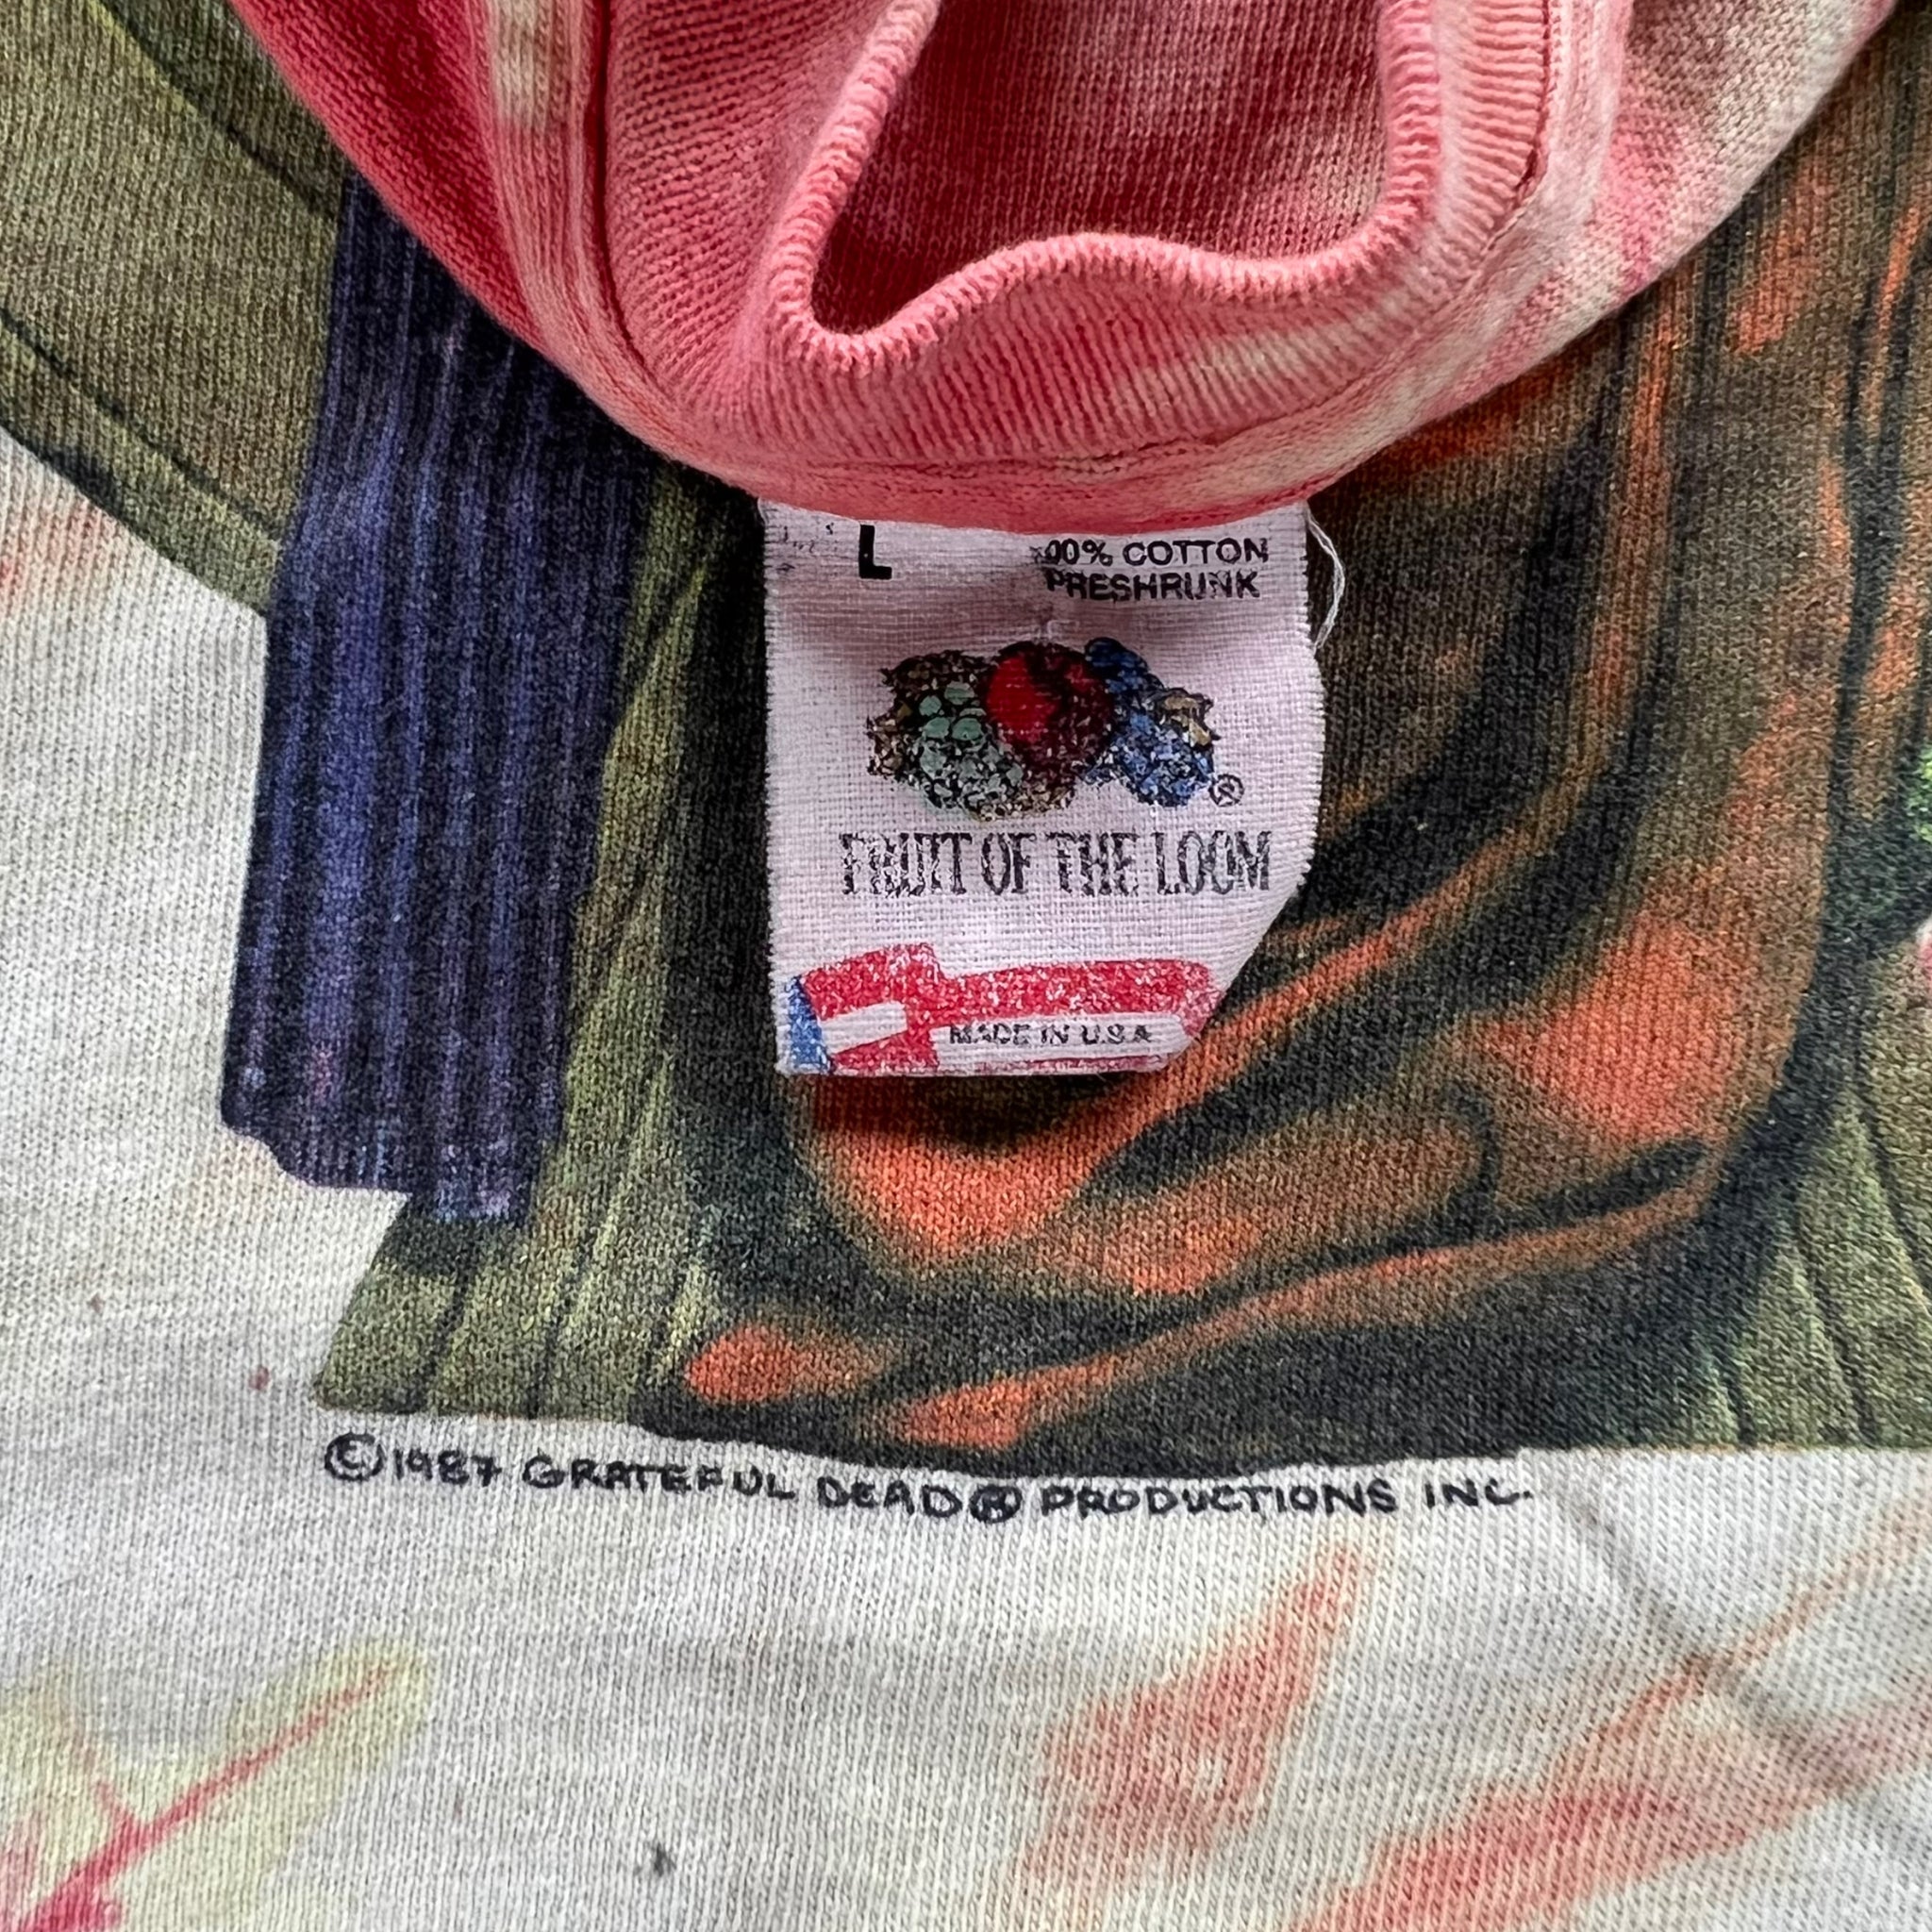 L
100% COTTON
PRESHRUNK
®
FRUIT OF THE LOOM
MADE IN U.S.A
©1987 GRATEFUL DEAD® PRODUCTIONS INC.